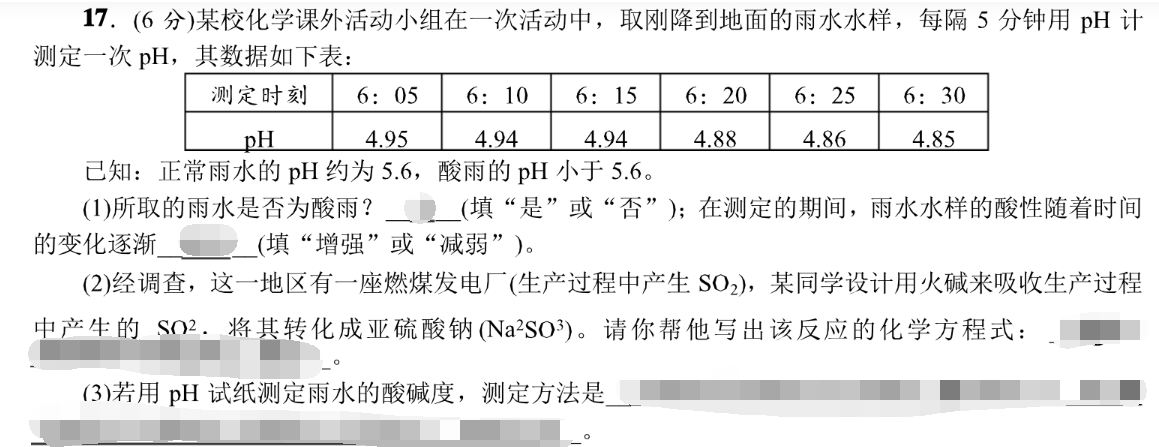 17. (6 分)某校化学课外活动小组在一次活动中，取刚降到地面的雨水水样，每隔 5 分钟用 pH 计
测定一次 pH，其数据如下表：
测定时刻 6：05 6：10 6：15 6：20 6：25 6：30
pH 4.95 4.94 4.94 4.88 4.86 4.85
已知：正常雨水的 pH 约为 5.6，酸雨的 pH 小于 5.6。
(1)所取的雨水是否为酸雨？____(填“是”或“否”)；在测定的期间，雨水水样的酸性随着时间
的变化逐渐____(填“增强”或“减弱”)。
(2)经调查，这一地区有一座燃煤发电厂(生产过程中产生 SO₂)，某同学设计用火碱来吸收生产过程
中产生的 SO²，将其转化成亚硫酸钠(Na²SO³)。请你帮他写出该反应的化学方程式：
____。
(3)若用 pH 试纸测定雨水的酸碱度，测定方法是____
____。